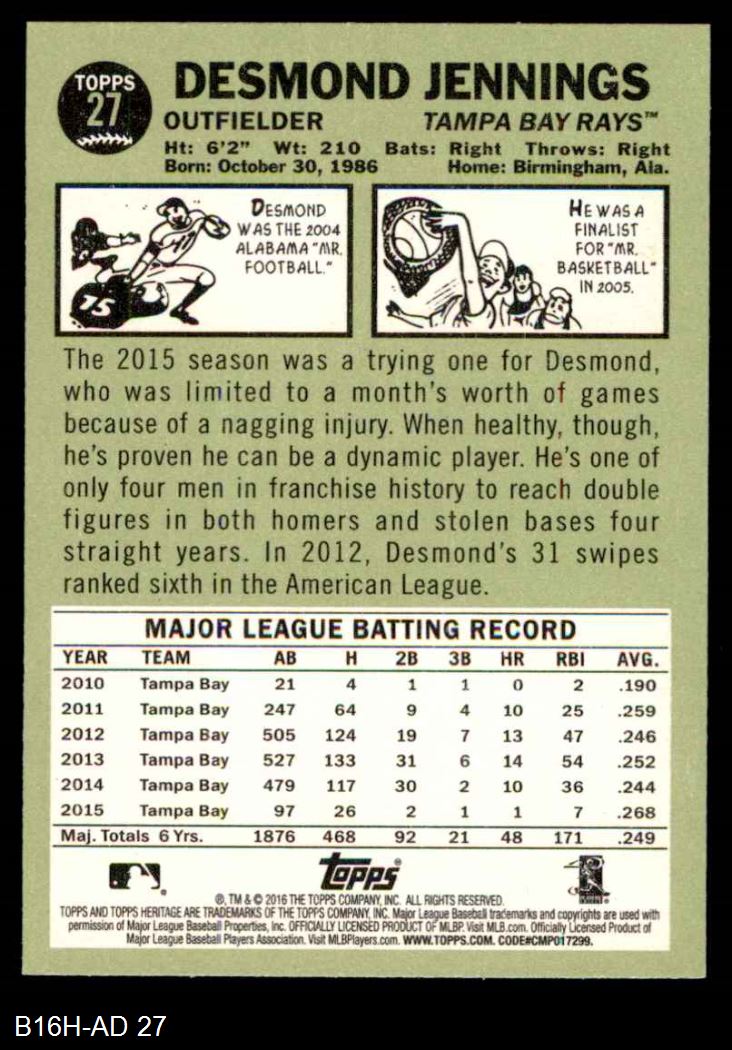 TOPPS
27
DESMOND JENNINGS
OUTFIELDER TAMPA BAY RAYS™
Ht: 6'2" Wt: 210 Bats: Right Throws: Right
Born: October 30, 1986 Home: Birmingham, Ala.
DESMOND
WAS THE 2004
ALABAMA "MR.
FOOTBALL."
15
HE WAS A
FINALIST
FOR "MR.
BASKETBALL"
IN 2005.
The 2015 season was a trying one for Desmond,
who was limited to a month's worth of games
because of a nagging injury. When healthy, though,
he's proven he can be a dynamic player. He's one of
only four men in franchise history to reach double
figures in both homers and stolen bases four
straight years. In 2012, Desmond's 31 swipes
ranked sixth in the American League.
MAJOR LEAGUE BATTING RECORD
YEAR TEAM AB H 2B 3B HR RBI AVG.
2010 Tampa Bay 21 4 1 1 0 2 .190
2011 Tampa Bay 247 64 9 4 10 25 .259
2012 Tampa Bay 505 124 19 7 13 47 .246
2013 Tampa Bay 527 133 31 6 14 54 .252
2014 Tampa Bay 479 117 30 2 10 36 .244
2015 Tampa Bay 97 26 2 1 1 7 .268
Maj. Totals 6 Yrs. 1876 468 92 21 48 171 .249
Topps®
®, TM & © 2016 THE TOPPS COMPANY, INC. ALL RIGHTS RESERVED.
TOPPS AND TOPPS HERITAGE ARE TRADEMARKS OF THE TOPPS COMPANY, INC. Major League Baseball trademarks and copyrights are used with
permission of Major League Baseball Properties, Inc. OFFICIALLY LICENSED PRODUCT OF MLBP. Visit MLB.com. Officially Licensed Product of
Major League Baseball Players Association. Visit MLBPlayers.com. WWW.TOPPS.COM. CODE#CMP017299.
B16H-AD 27